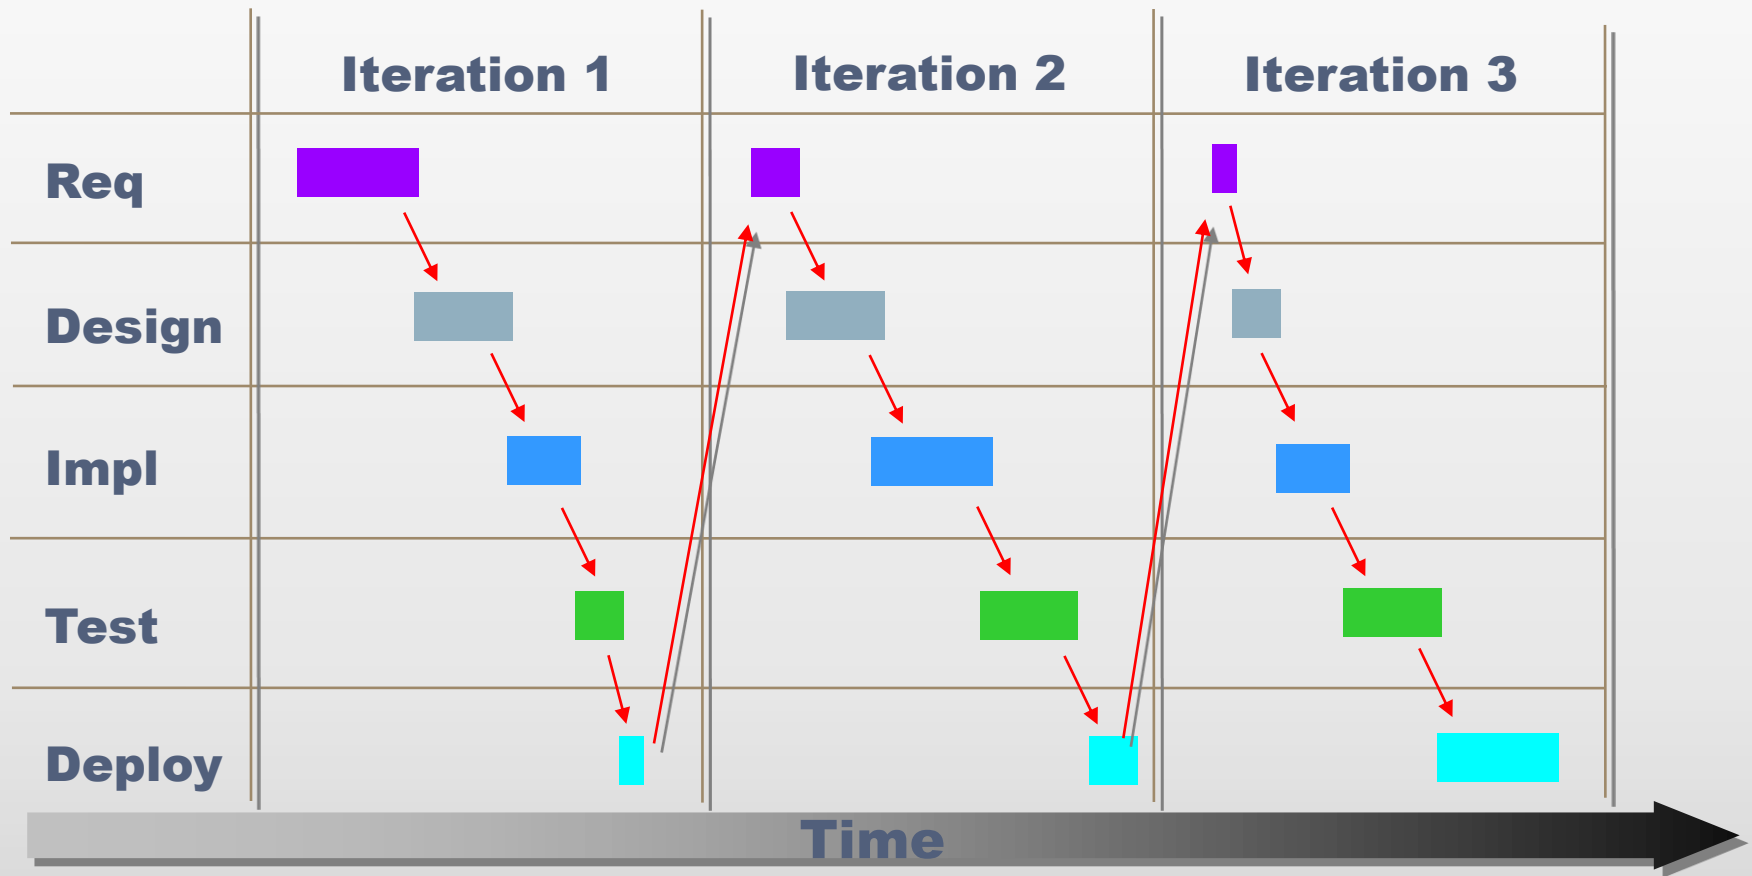 Iteration 1
Iteration 2
Iteration 3
Req
Design
Impl
Test
Deploy
Time